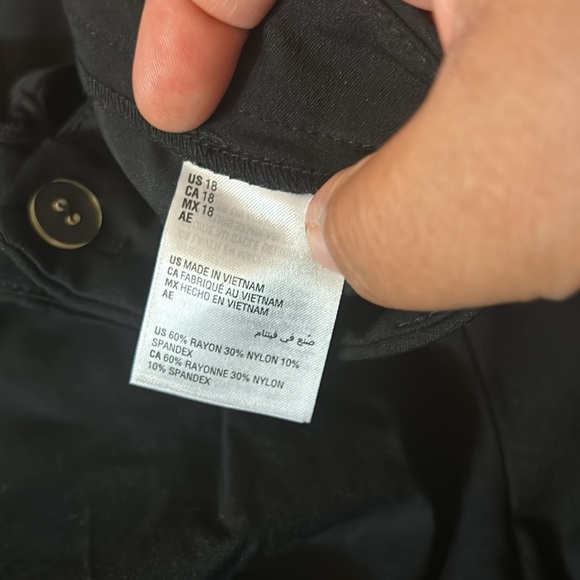 US 18
CA 18
MX 18
AE
US MADE IN VIETNAM
CA FABRIQUÉ AU VIETNAM
MX HECHO EN VIETNAM
AE
صُنع في فيتنام
US 60% RAYON 30% NYLON 10%
SPANDEX
CA 60% RAYONNE 30% NYLON
10% SPANDEX